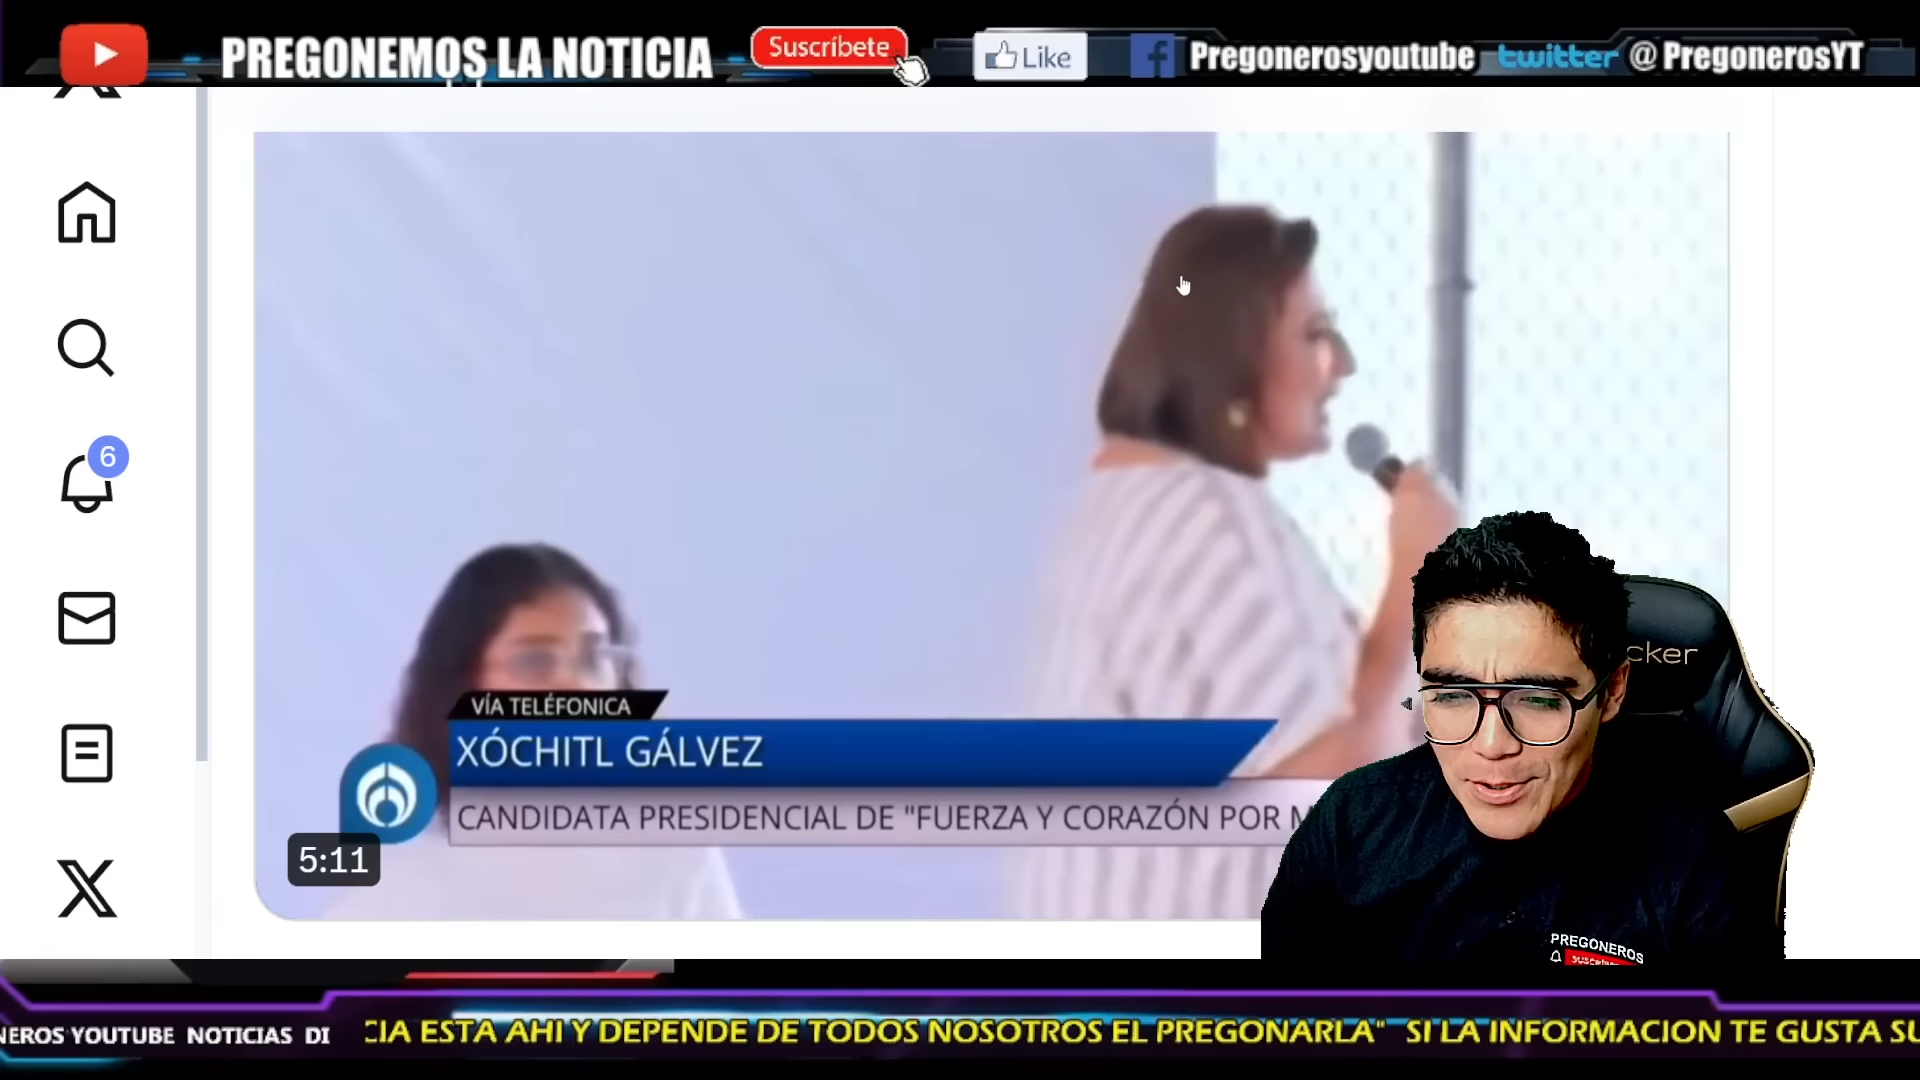 PREGONEMOS LA NOTICIA
Suscríbete
Like
Pregonerosyoutube
twitter @PregonerosYT
6
VÍA TELÉFONICA
XÓCHITL GÁLVEZ
CANDIDATA PRESIDENCIAL DE "FUERZA Y CORAZÓN POR M
5:11
cker
PREGONEROS
NEROS YOUTUBE NOTICIAS DI
CIA ESTA AHI Y DEPENDE DE TODOS NOSOTROS EL PREGONARLA" SI LA INFORMACION TE GUSTA SU